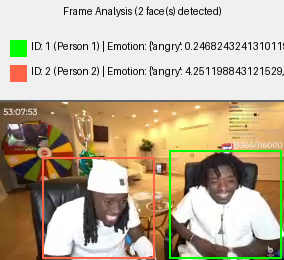 Frame Analysis (2 face(s) detected)
ID: 1 (Person 1) | Emotion: {'angry': 0.2468243241310119
ID: 2 (Person 2) | Emotion: {'angry': 4.251198843121529,
53:07:53